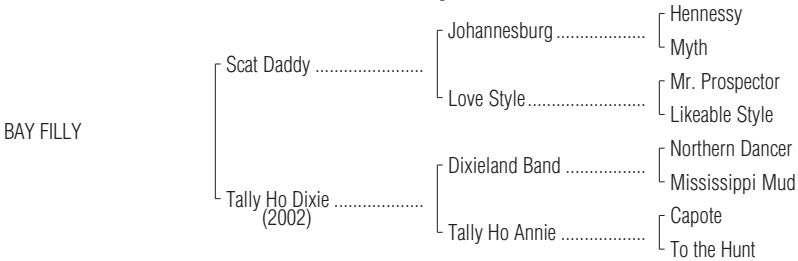 Hennessy
Johannesburg ...................
Myth
Scat Daddy .......................
Mr. Prospector
Love Style.........................
Likeable Style
BAY FILLY
Northern Dancer
Dixieland Band .................
Mississippi Mud
Tally Ho Dixie ...................
(2002)
Capote
Tally Ho Annie ..................
To the Hunt